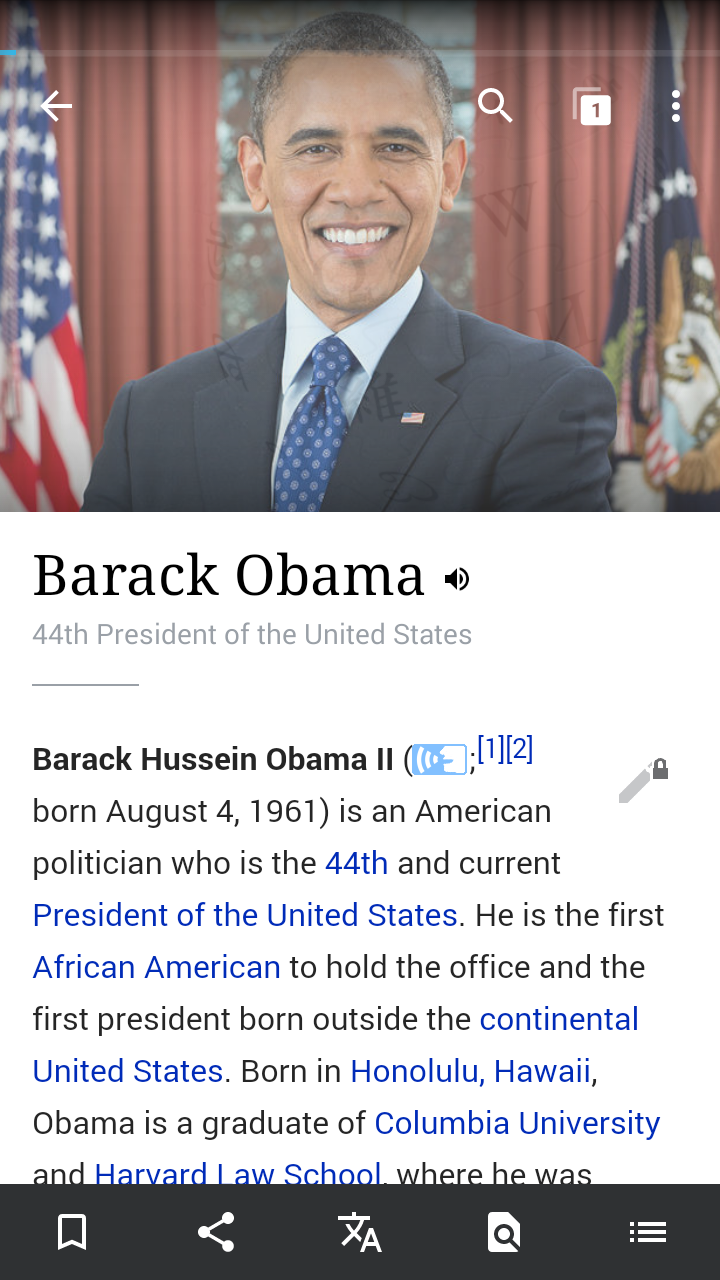 1
Barack Obama
44th President of the United States
Barack Hussein Obama II (;[1][2]
born August 4, 1961) is an American
politician who is the 44th and current
President of the United States. He is the first
African American to hold the office and the
first president born outside the continental
United States. Born in Honolulu, Hawaii,
Obama is a graduate of Columbia University
and Harvard Law School, where he was